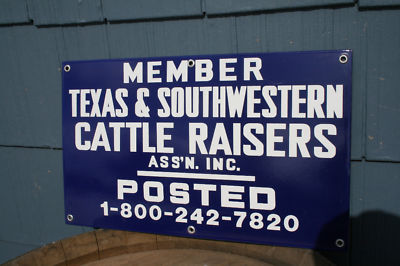 MEMBER
TEXAS & SOUTHWESTERN
CATTLE RAISERS
ASS'N. INC.
POSTED
1-800-242-7820